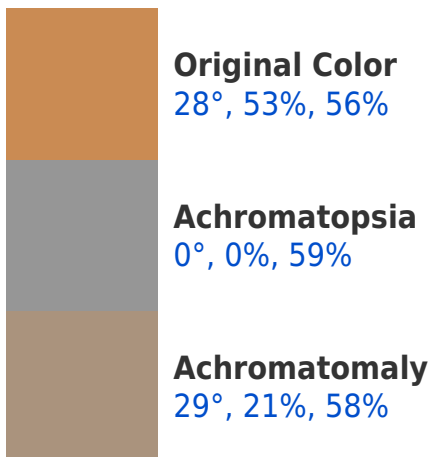 Original Color
28°, 53%, 56%
Achromatopsia
0°, 0%, 59%
Achromatomaly
29°, 21%, 58%